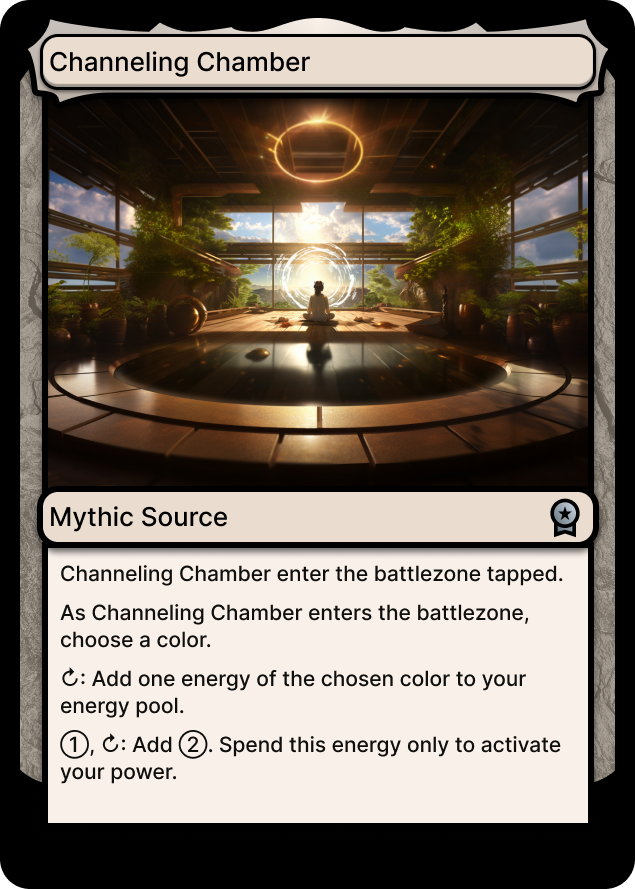 Channeling Chamber
Mythic Source
Channeling Chamber enter the battlezone tapped.
As Channeling Chamber enters the battlezone,
choose a color.
↻: Add one energy of the chosen color to your
energy pool.
①, ↻: Add ②. Spend this energy only to activate
your power.